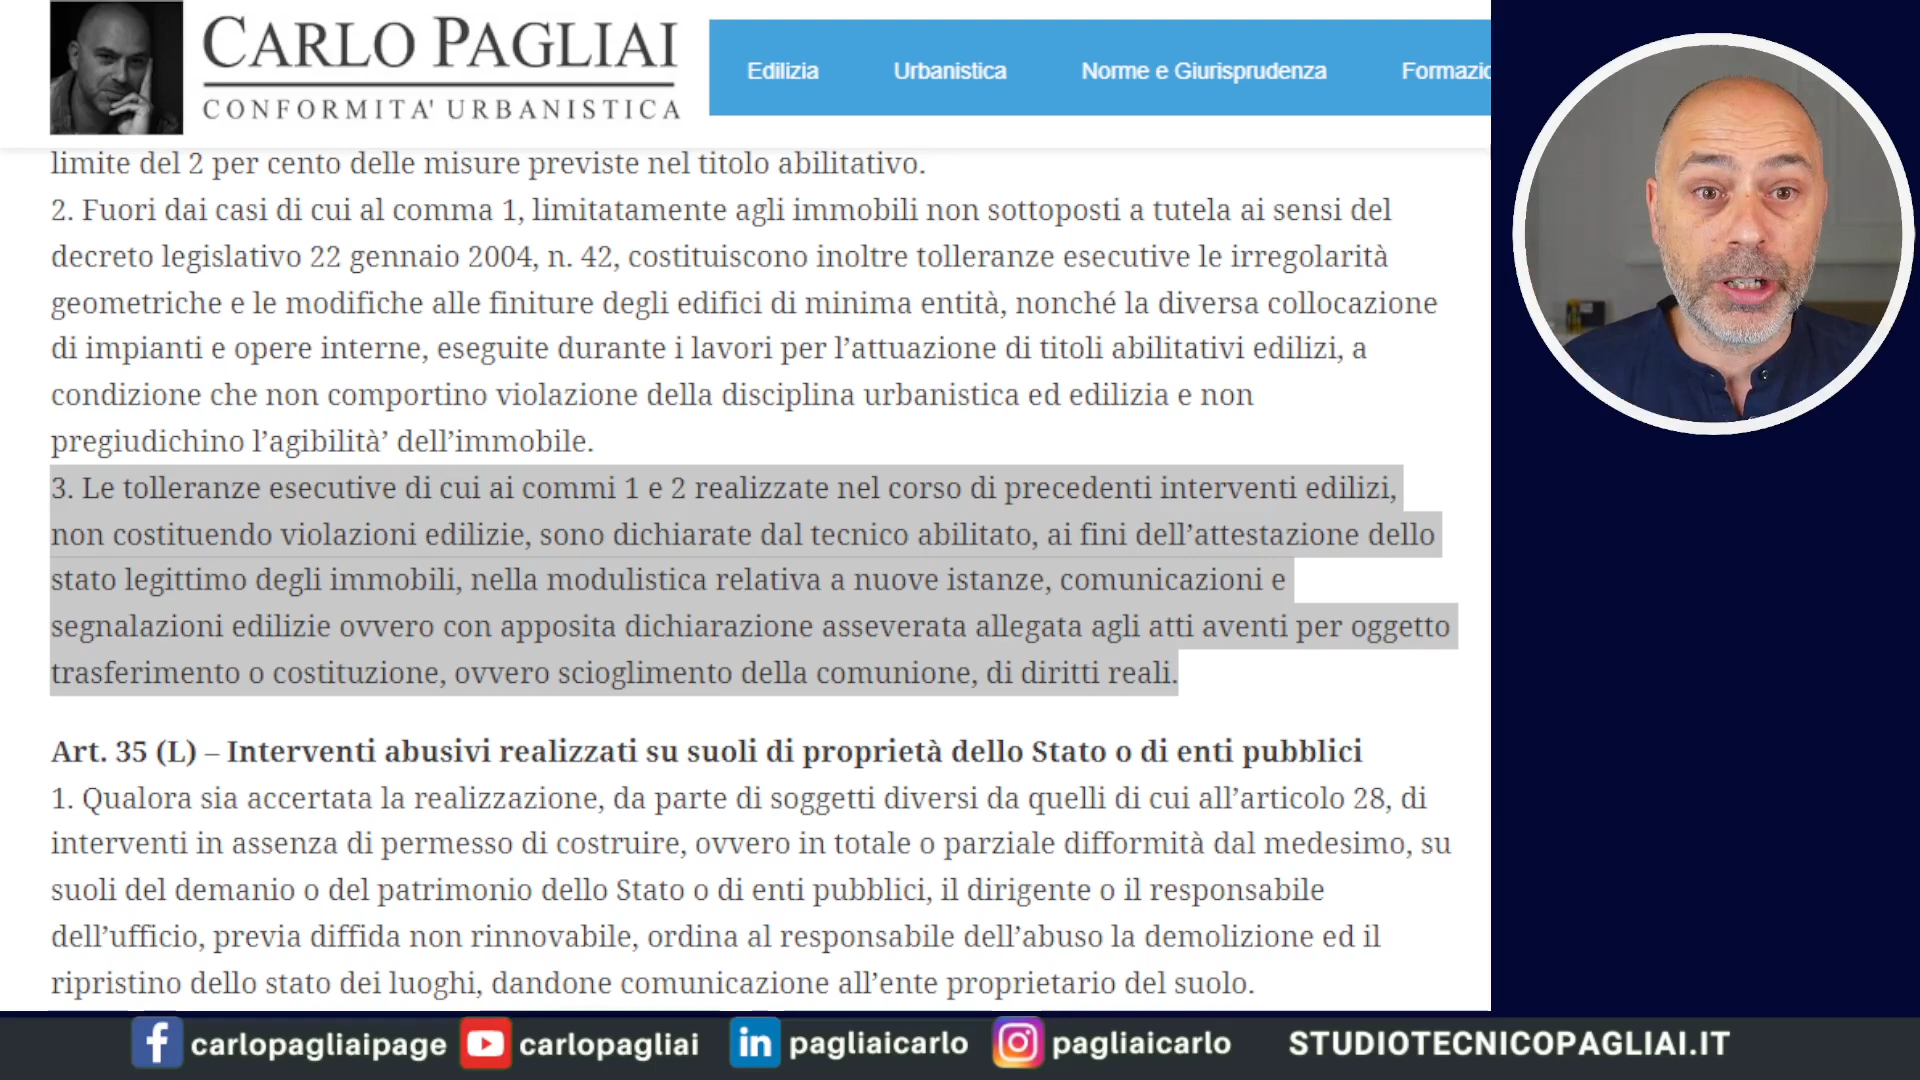 CARLO PAGLIAI
CONFORMITA' URBANISTICA
Edilizia Urbanistica Norme e Giurisprudenza Formazio
limite del 2 per cento delle misure previste nel titolo abilitativo.
2. Fuori dai casi di cui al comma 1, limitatamente agli immobili non sottoposti a tutela ai sensi del
decreto legislativo 22 gennaio 2004, n. 42, costituiscono inoltre tolleranze esecutive le irregolarità
geometriche e le modifiche alle finiture degli edifici di minima entità, nonché la diversa collocazione
di impianti e opere interne, eseguite durante i lavori per l’attuazione di titoli abilitativi edilizi, a
condizione che non comportino violazione della disciplina urbanistica ed edilizia e non
pregiudichino l’agibilità’ dell’immobile.
3. Le tolleranze esecutive di cui ai commi 1 e 2 realizzate nel corso di precedenti interventi edilizi,
non costituendo violazioni edilizie, sono dichiarate dal tecnico abilitato, ai fini dell’attestazione dello
stato legittimo degli immobili, nella modulistica relativa a nuove istanze, comunicazioni e
segnalazioni edilizie ovvero con apposita dichiarazione asseverata allegata agli atti aventi per oggetto
trasferimento o costituzione, ovvero scioglimento della comunione, di diritti reali.
Art. 35 (L) – Interventi abusivi realizzati su suoli di proprietà dello Stato o di enti pubblici
1. Qualora sia accertata la realizzazione, da parte di soggetti diversi da quelli di cui all’articolo 28, di
interventi in assenza di permesso di costruire, ovvero in totale o parziale difformità dal medesimo, su
suoli del demanio o del patrimonio dello Stato o di enti pubblici, il dirigente o il responsabile
dell’ufficio, previa diffida non rinnovabile, ordina al responsabile dell’abuso la demolizione ed il
ripristino dello stato dei luoghi, dandone comunicazione all’ente proprietario del suolo.
carlopagliaipage carlopagliai pagliaicarlo pagliaicarlo STUDIOTECNICOPAGLIAI.IT